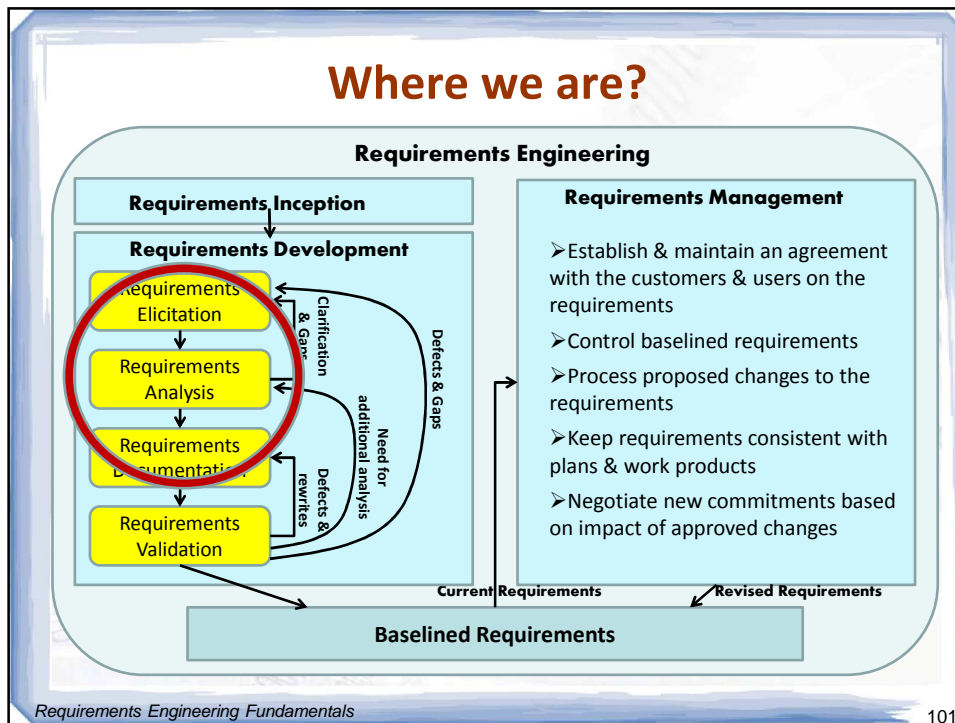 Where we are?
Requirements Engineering
Requirements Inception
Requirements Development
Requirements
Elicitation
Requirements
Analysis
Requirements
Documentation
Requirements
Validation
Clarification
& Gaps
Defects &
rewrites
Need for
additional analysis
Defects & Gaps
Requirements Management
➢Establish & maintain an agreement
with the customers & users on the
requirements
➢Control baselined requirements
➢Process proposed changes to the
requirements
➢Keep requirements consistent with
plans & work products
➢Negotiate new commitments based
on impact of approved changes
Current Requirements
Revised Requirements
Baselined Requirements
Requirements Engineering Fundamentals
101